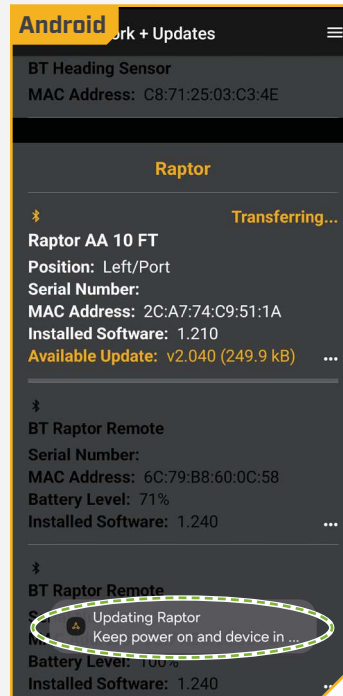 Android
rk + Updates
BT Heading Sensor
MAC Address: C8:71:25:03:C3:4E
Raptor
Transferring...
Raptor AA 10 FT
Position: Left/Port
Serial Number:
MAC Address: 2C:A7:74:C9:51:1A
Installed Software: 1.210
Available Update: v2.040 (249.9 kB)
BT Raptor Remote
Serial Number:
MAC Address: 6C:79:B8:60:0C:58
Battery Level: 71%
Installed Software: 1.240
BT Raptor Remote
Updating Raptor
Keep power on and device in ...
Battery Level: 100%
Installed Software: 1.240